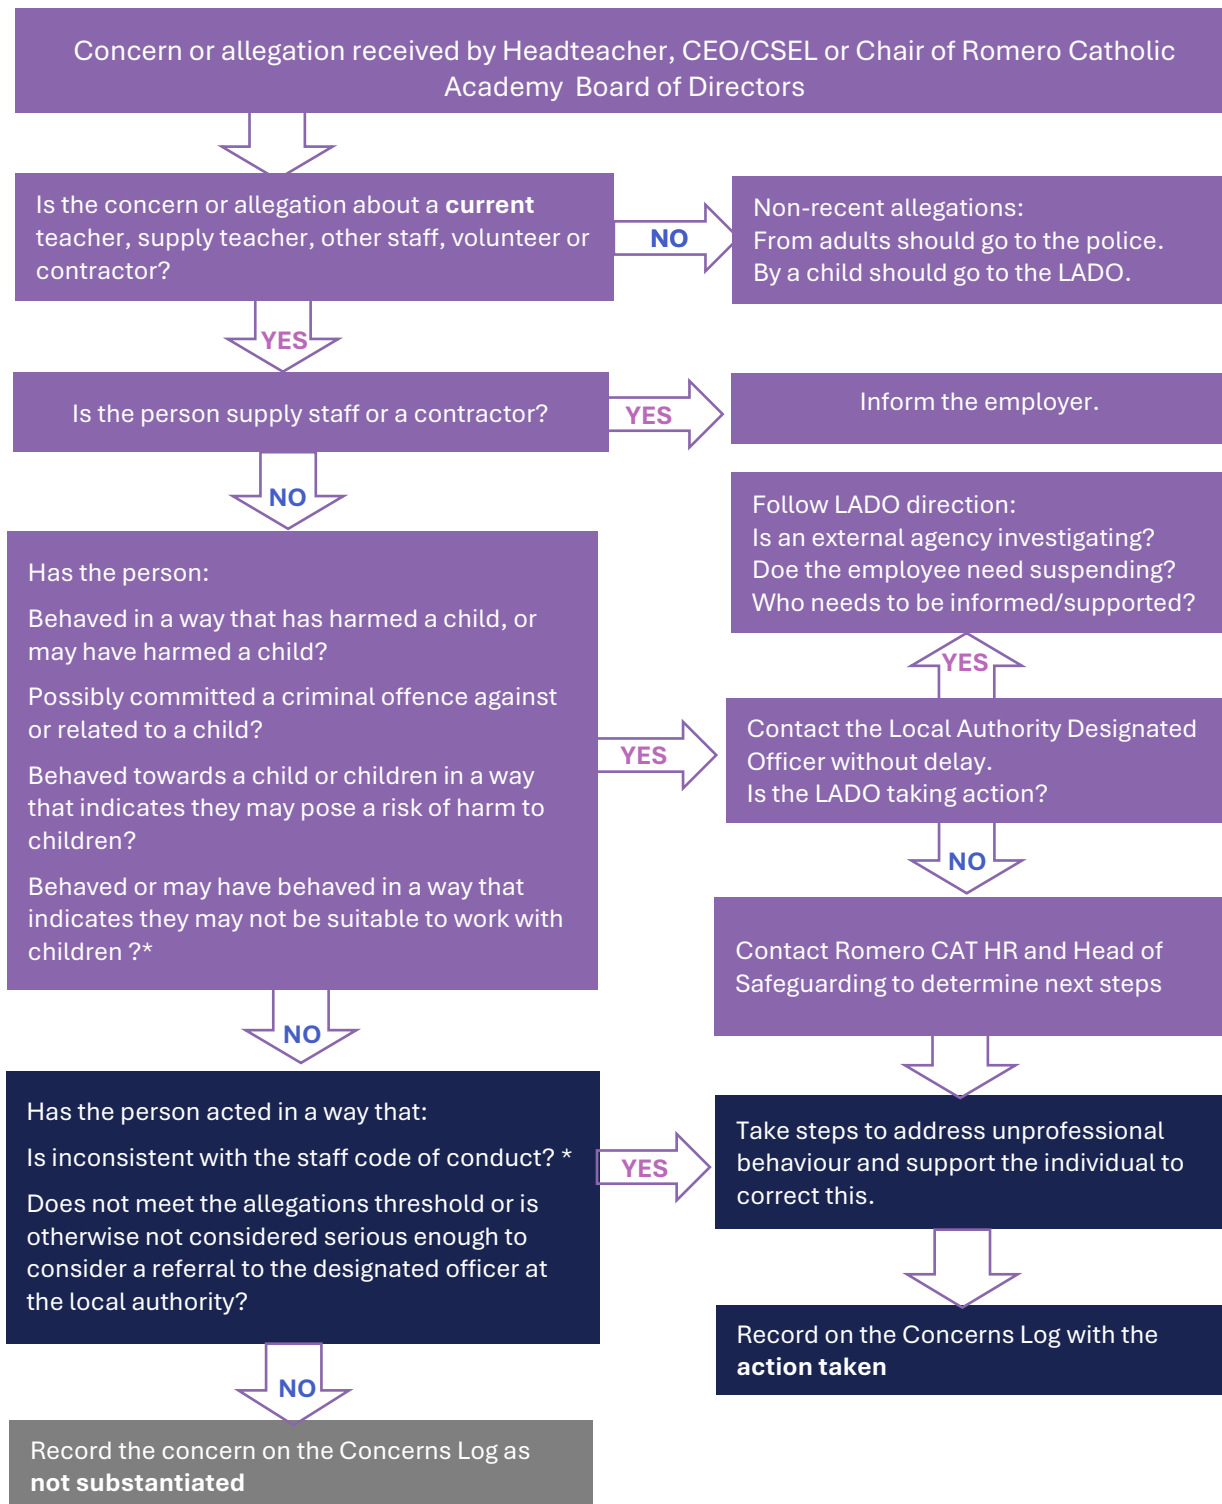 Concern or allegation received by Headteacher, CEO/CSEL or Chair of Romero Catholic
Academy  Board of Directors
Is the concern or allegation about a current
teacher, supply teacher, other staff, volunteer or
contractor?
NO
Non-recent allegations:
From adults should go to the police.
By a child should go to the LADO.
YES
Is the person supply staff or a contractor?
YES
Inform the employer.
NO
Follow LADO direction:
Is an external agency investigating?
Doe the employee need suspending?
Who needs to be informed/supported?
YES
Has the person:
Behaved in a way that has harmed a child, or
may have harmed a child?
Possibly committed a criminal offence against
or related to a child?
Behaved towards a child or children in a way
that indicates they may pose a risk of harm to
children?
Behaved or may have behaved in a way that
indicates they may not be suitable to work with
children ?*
YES
Contact the Local Authority Designated
Officer without delay.
Is the LADO taking action?
NO
Contact Romero CAT HR and Head of
Safeguarding to determine next steps
NO
Has the person acted in a way that:
Is inconsistent with the staff code of conduct? *
Does not meet the allegations threshold or is
otherwise not considered serious enough to
consider a referral to the designated officer at
the local authority?
YES
Take steps to address unprofessional
behaviour and support the individual to
correct this.
Record on the Concerns Log with the
action taken
NO
Record the concern on the Concerns Log as
not substantiated